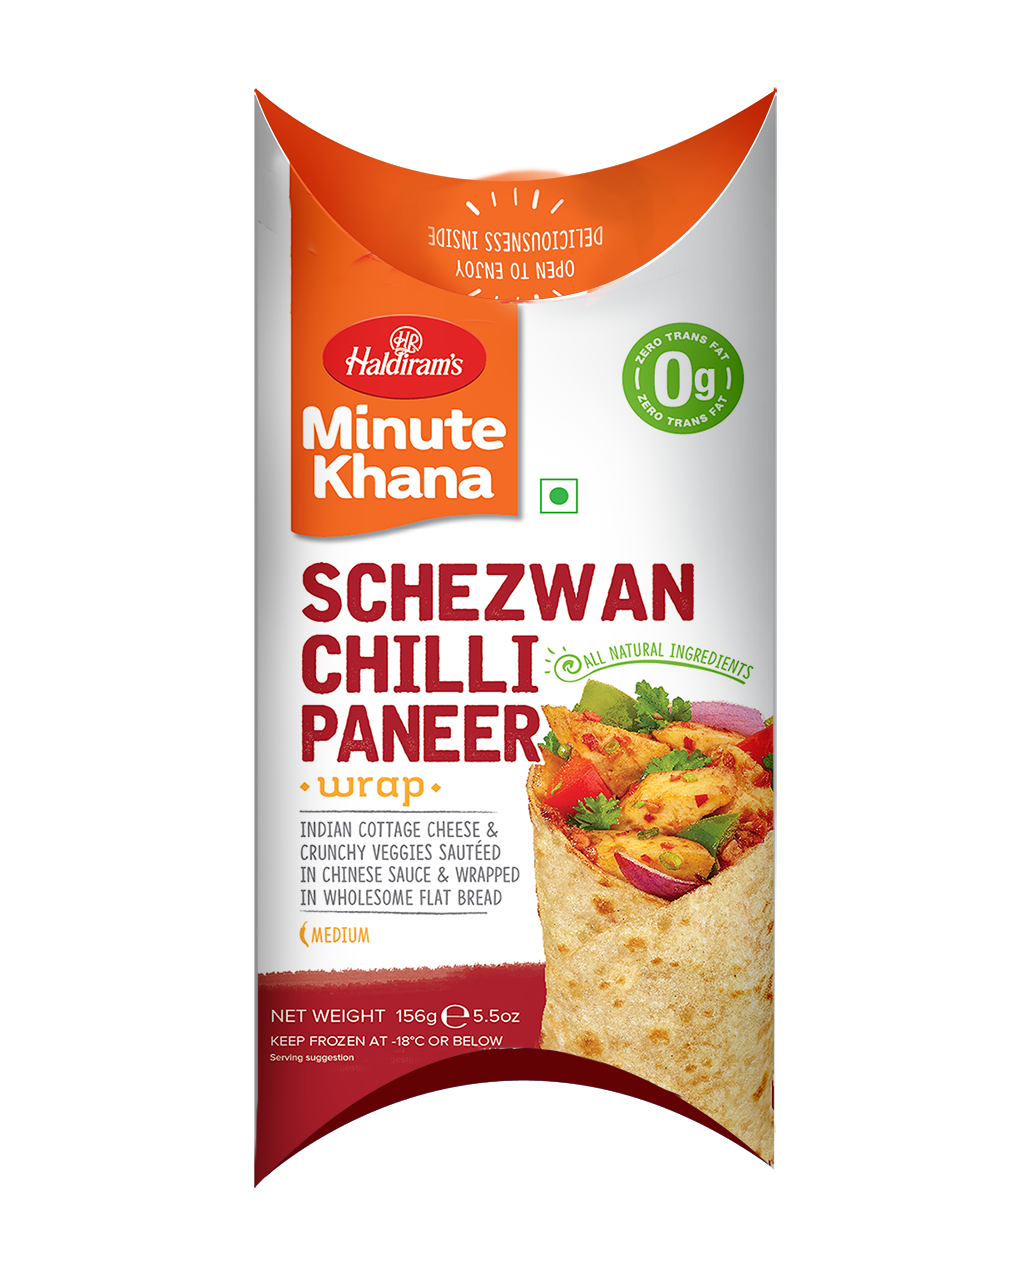 OPEN TO ENJOY
DELICIOUSNESS INSIDE
HR
Haldiram's
Minute
Khana
ZERO TRANS FAT
0g
ZERO TRANS FAT
SCHEZWAN
CHILLI
PANEER
wrap
ALL NATURAL INGREDIENTS
INDIAN COTTAGE CHEESE &
CRUNCHY VEGGIES SAUTÉED
IN CHINESE SAUCE & WRAPPED
IN WHOLESOME FLAT BREAD
MEDIUM
NET WEIGHT 156g ℮ 5.5oz
KEEP FROZEN AT -18°C OR BELOW
Serving suggestion